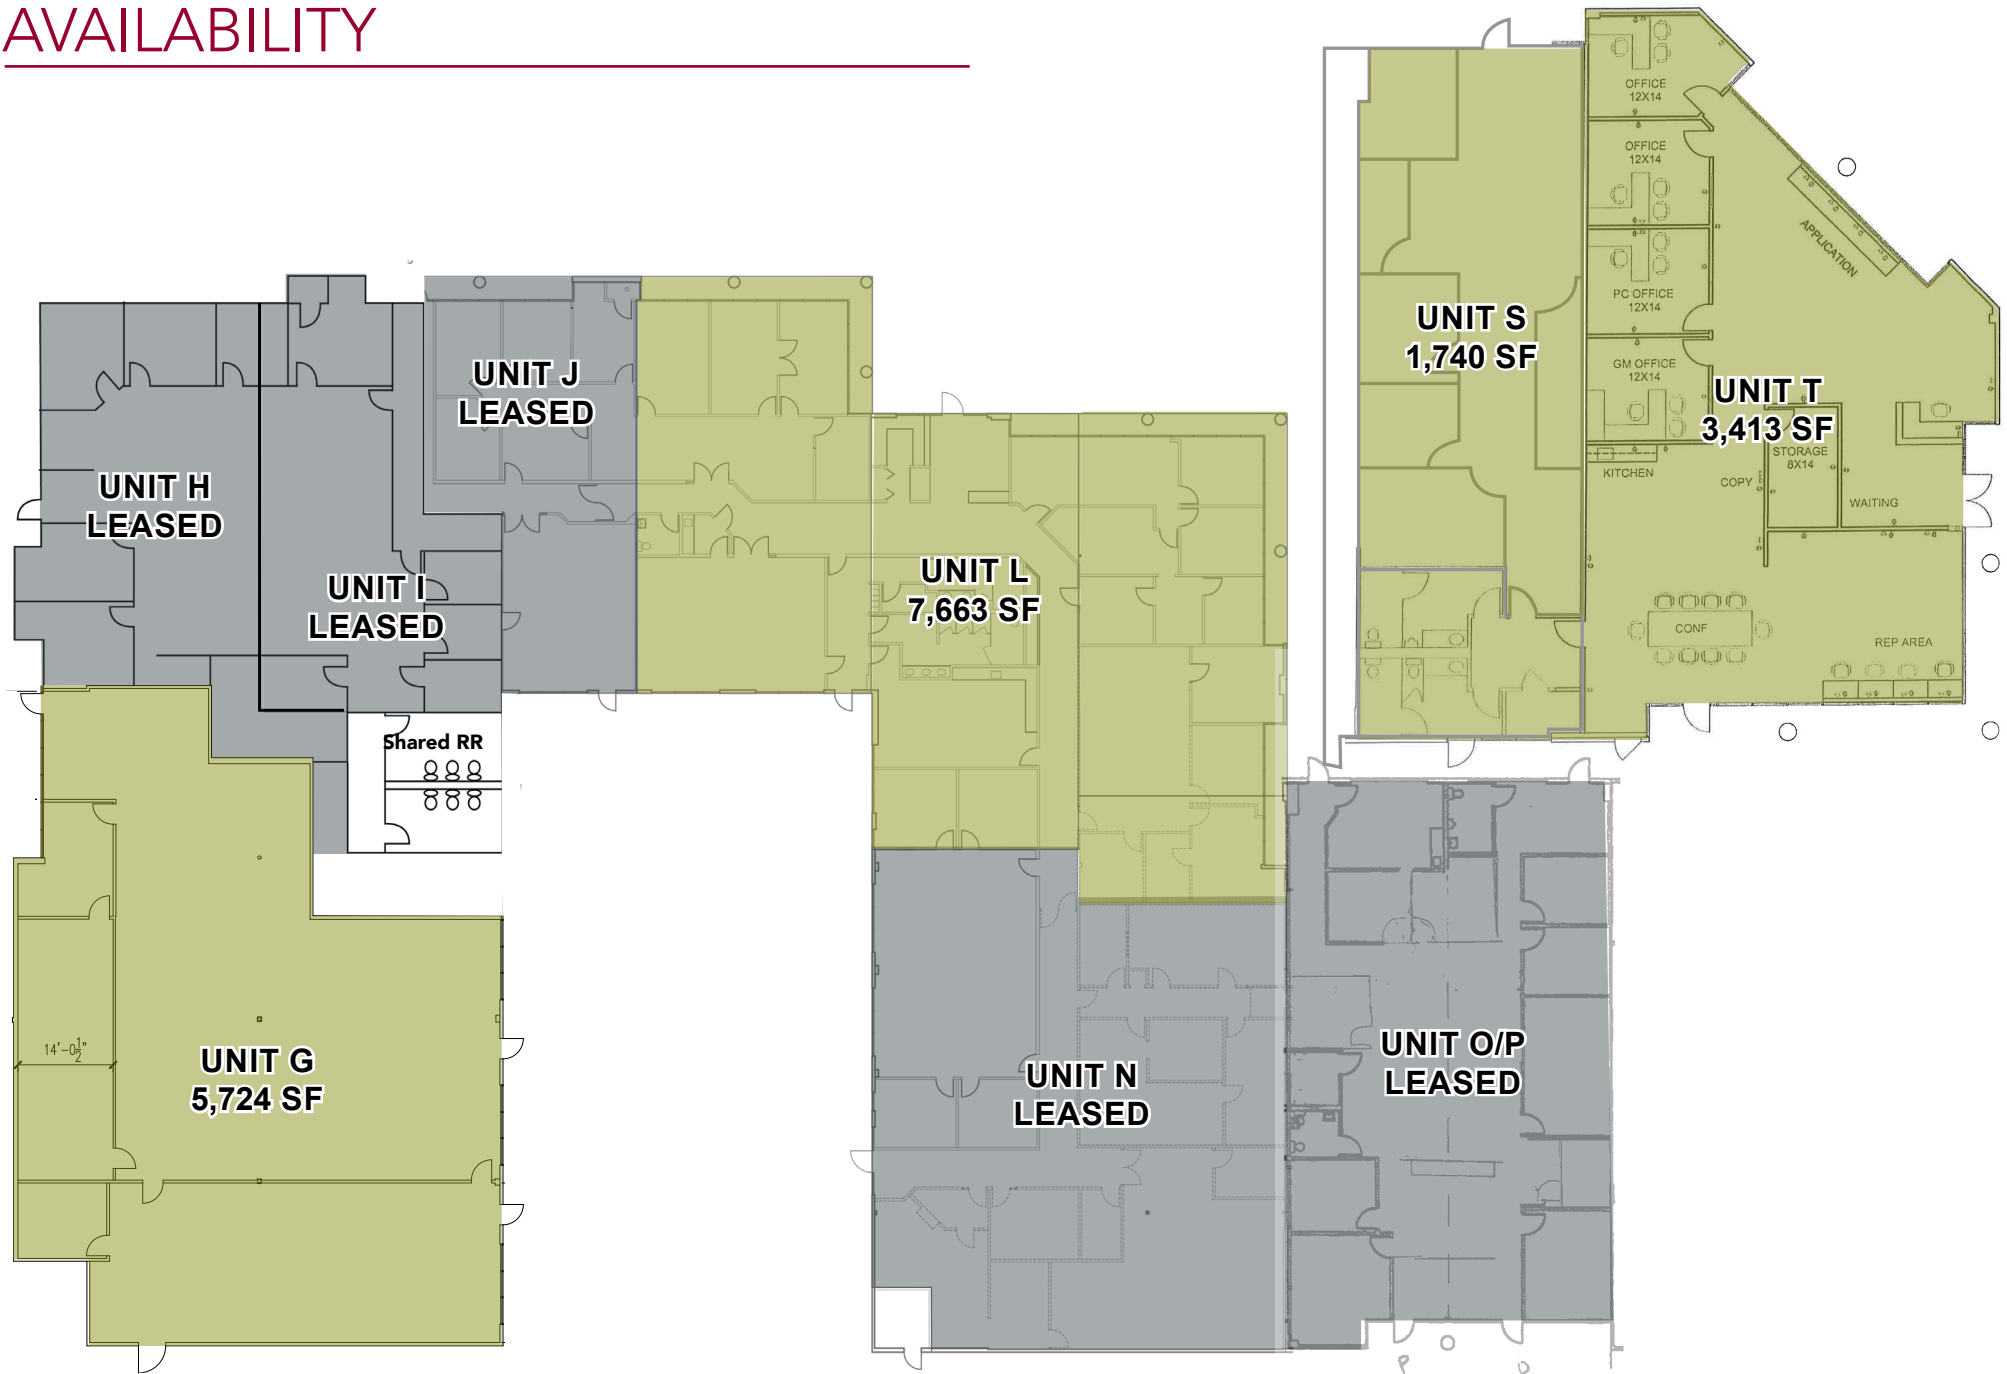 AVAILABILITY
OFFICE
12X14
OFFICE
12X14
PC OFFICE
12X14
GM OFFICE
12X14
APPLICATION
UNIT S
1,740 SF
UNIT T
3,413 SF
STORAGE
8X14
KITCHEN
COPY
WAITING
CONF
REP AREA
UNIT J
LEASED
UNIT H
LEASED
UNIT I
LEASED
UNIT L
7,663 SF
Shared RR
14'-0½"
UNIT G
5,724 SF
UNIT N
LEASED
UNIT O/P
LEASED